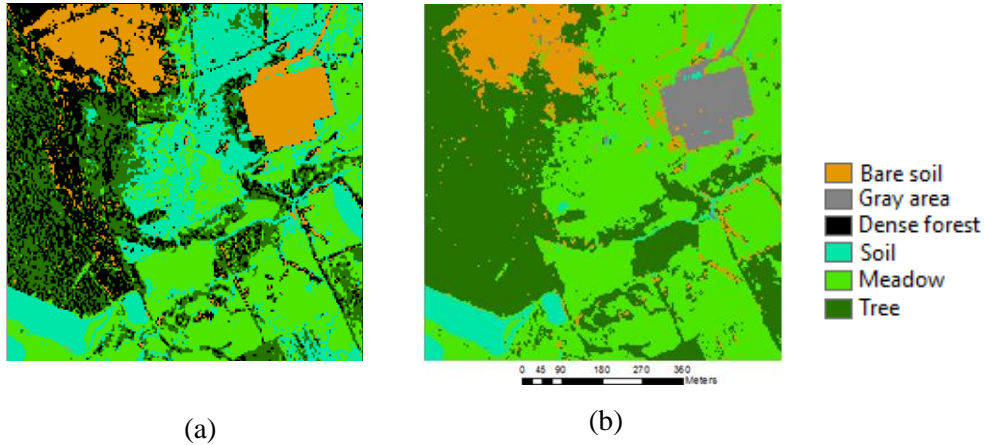 Bare soil
Gray area
Dense forest
Soil
Meadow
Tree
0 45 90 180 270 360
Meters
(a)
(b)